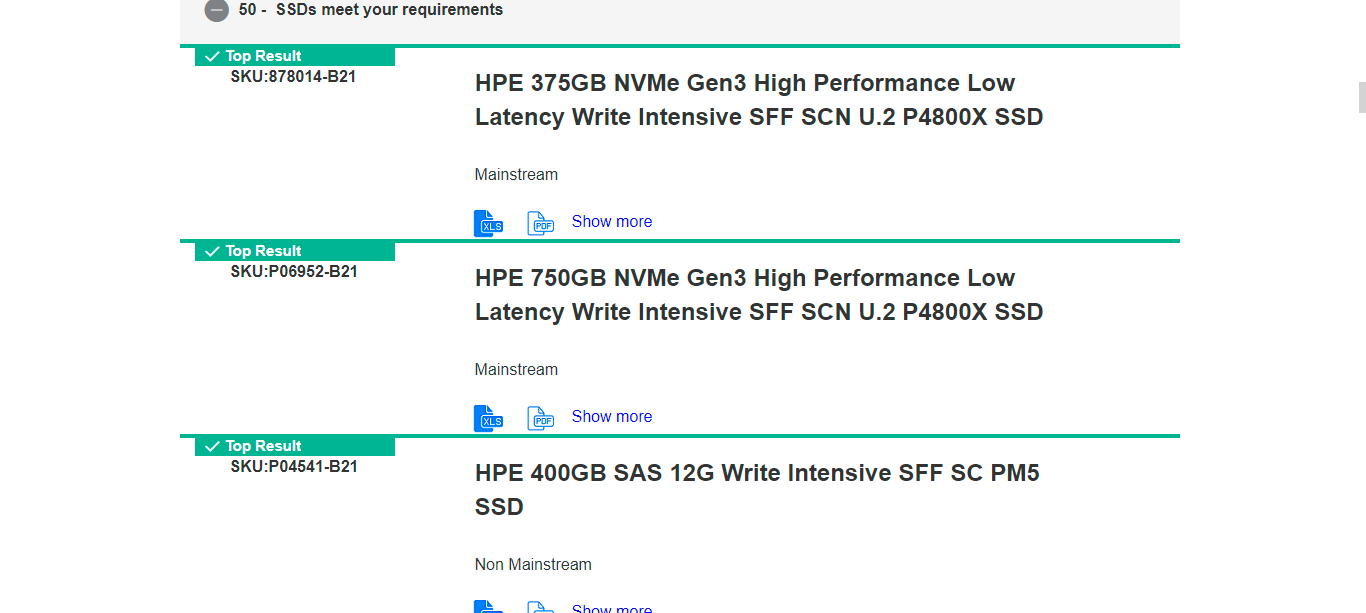 50 - SSDs meet your requirements
Top Result
SKU:878014-B21
HPE 375GB NVMe Gen3 High Performance Low
Latency Write Intensive SFF SCN U.2 P4800X SSD
Mainstream
XLS PDF Show more
Top Result
SKU:P06952-B21
HPE 750GB NVMe Gen3 High Performance Low
Latency Write Intensive SFF SCN U.2 P4800X SSD
Mainstream
XLS PDF Show more
Top Result
SKU:P04541-B21
HPE 400GB SAS 12G Write Intensive SFF SC PM5
SSD
Non Mainstream
Show more